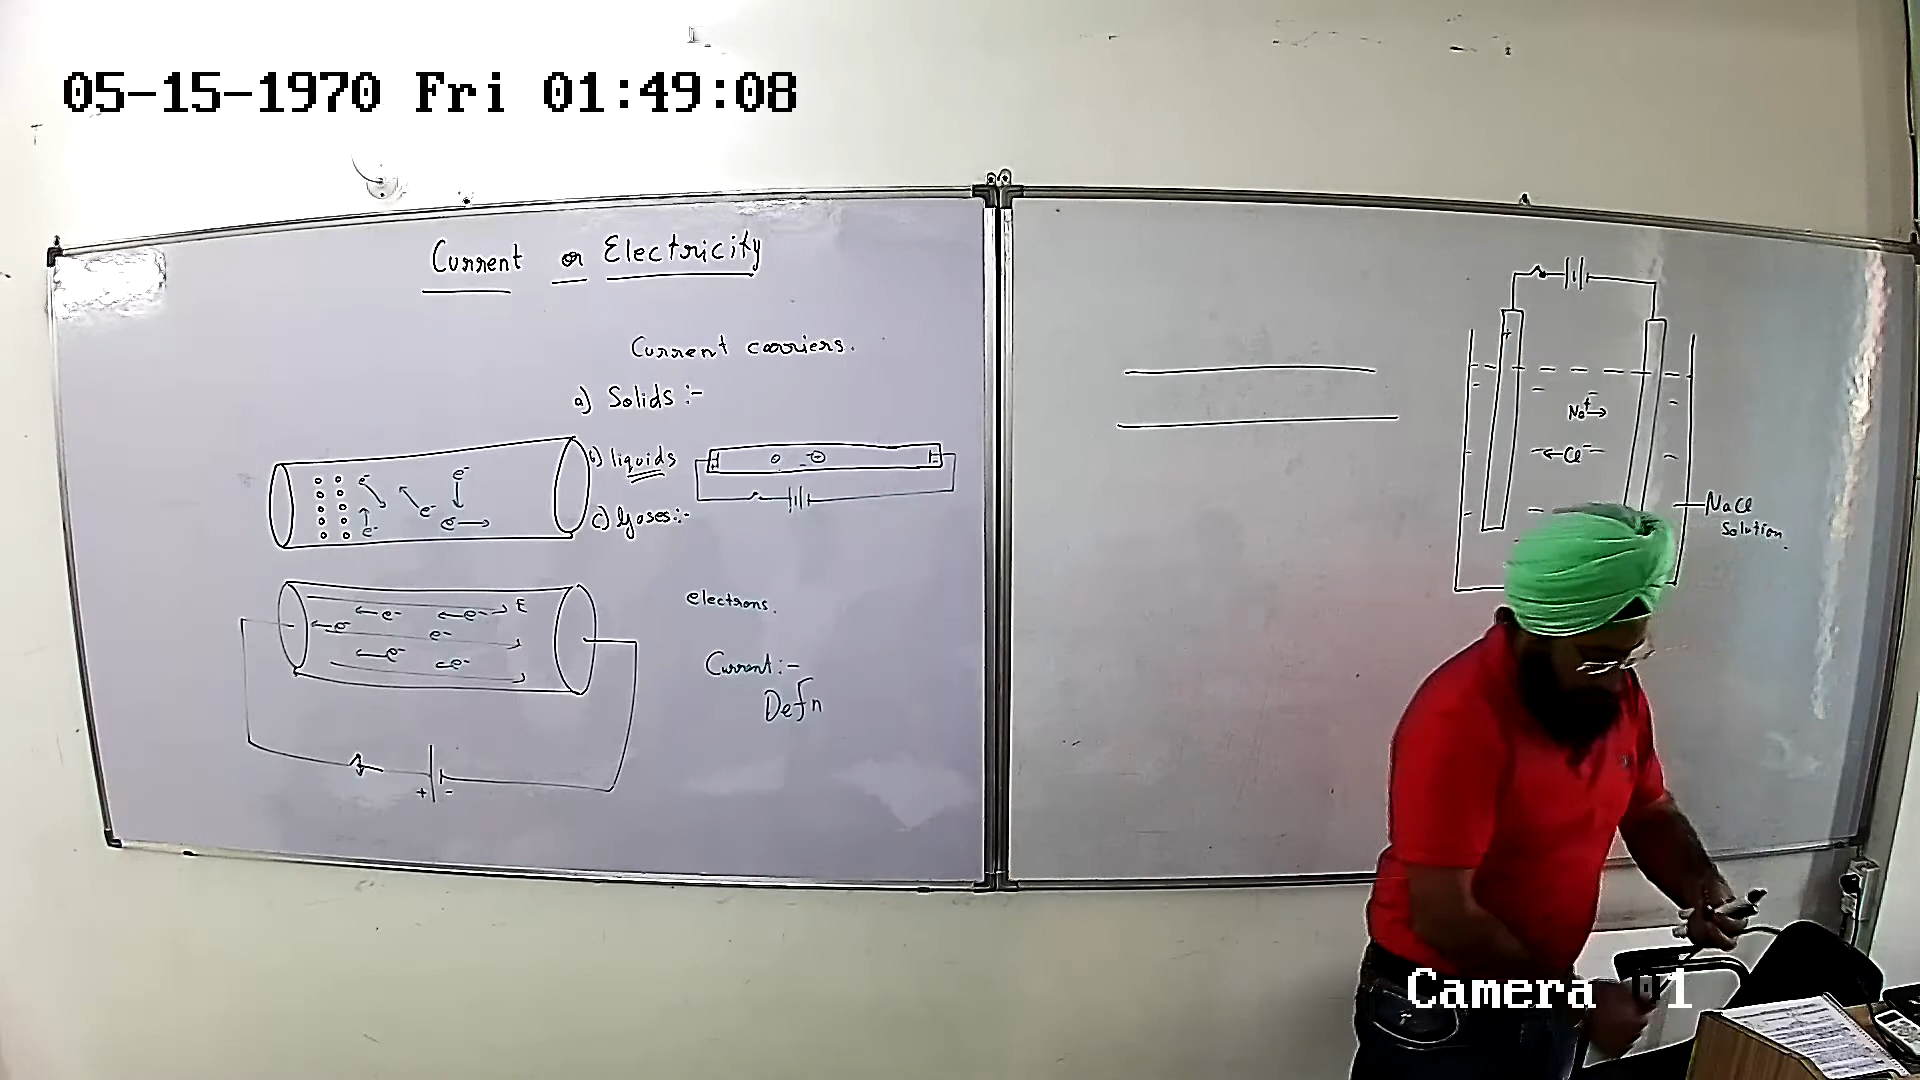 05-15-1970 Fri 01:49:08
Current or Electricity
Current carriers.
a) Solids :-
b) liquids
c) Gases:-
e- e- e- e- e-
electrons.
E
e- e- e- e- e- e-
Current:-
Defn
+ -
+
Na+
Cl-
NaCl
Solution.
Camera 01